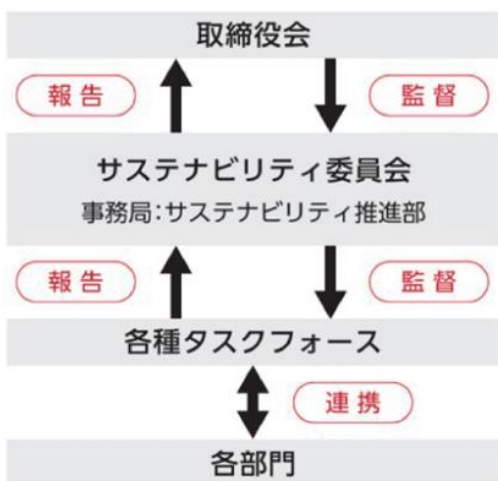 取締役会
報告
監督
サステナビリティ委員会
事務局:サステナビリティ推進部
報告
監督
各種タスクフォース
連携
各部門